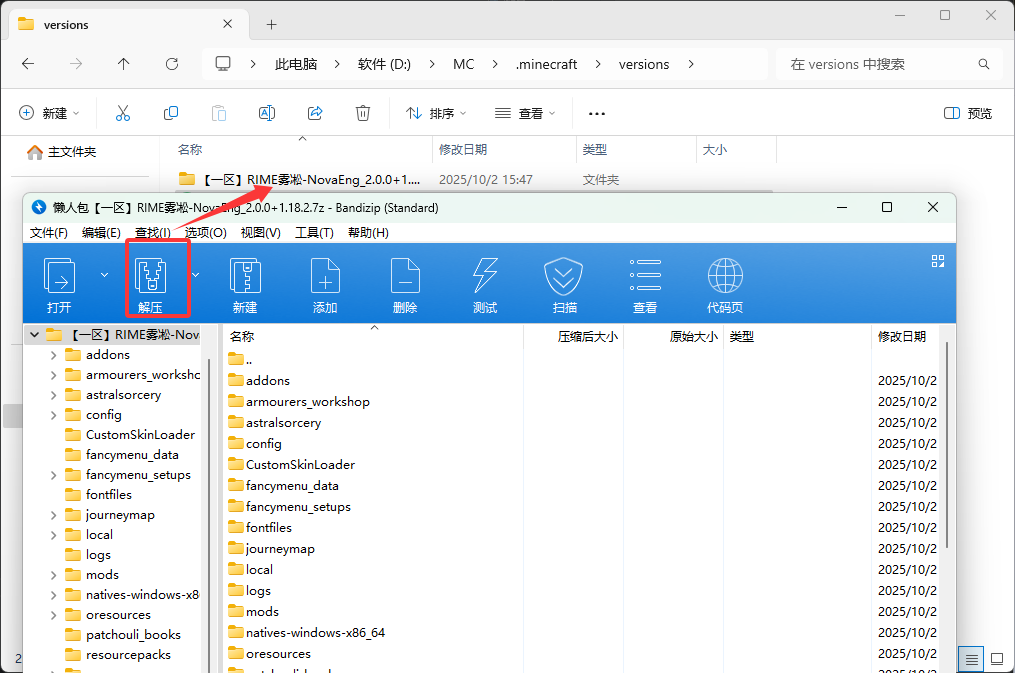 versions
此电脑 软件 (D:) MC .minecraft versions 在 versions 中搜索
新建 排序 查看 ... 预览
主文件夹 名称 修改日期 类型 大小
【一区】RIME雾凇-NovaEng_2.0.0+1.... 2025/10/2 15:47 文件夹
懒人包【一区】RIME雾凇-NovaEng_2.0.0+1.18.2.7z - Bandizip (Standard)
文件(F) 编辑(E) 查找(I) 选项(O) 视图(V) 工具(T) 帮助(H)
打开 解压 新建 添加 删除 测试 扫描 查看 代码页
【一区】RIME雾凇-Nov
addons
armourers_worksho
astralsorcery
config
CustomSkinLoader
fancymenu_data
fancymenu_setups
fontfiles
journeymap
local
logs
mods
natives-windows-x8
oresources
patchouli_books
resourcepacks
名称 压缩后大小 原始大小 类型 修改日期
..
addons 2025/10/2
armourers_workshop 2025/10/2
astralsorcery 2025/10/2
config 2025/10/2
CustomSkinLoader 2025/10/2
fancymenu_data 2025/10/2
fancymenu_setups 2025/10/2
fontfiles 2025/10/2
journeymap 2025/10/2
local 2025/10/2
logs 2025/10/2
mods 2025/10/2
natives-windows-x86_64 2025/10/2
oresources 2025/10/2
2